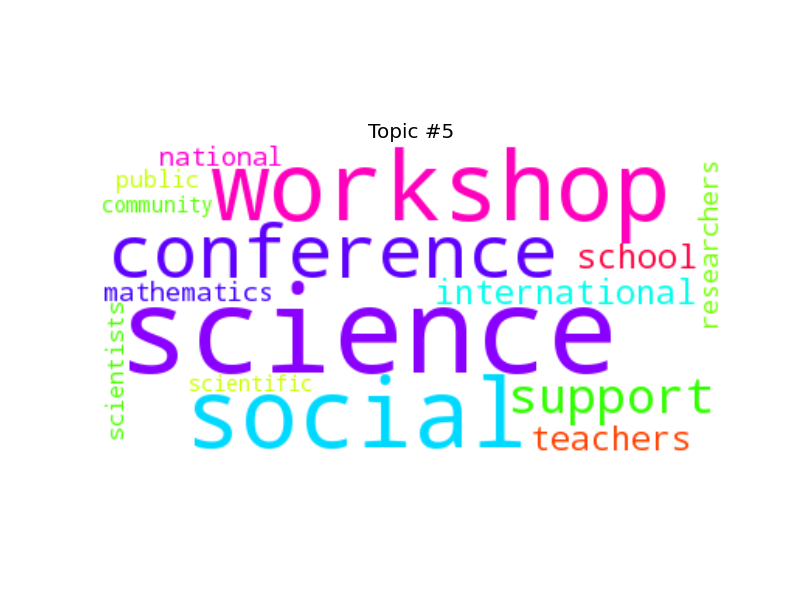 Topic #5
national
workshop
public
community
researchers
conference
school
mathematics
international
science
scientists
scientific
social
support
teachers